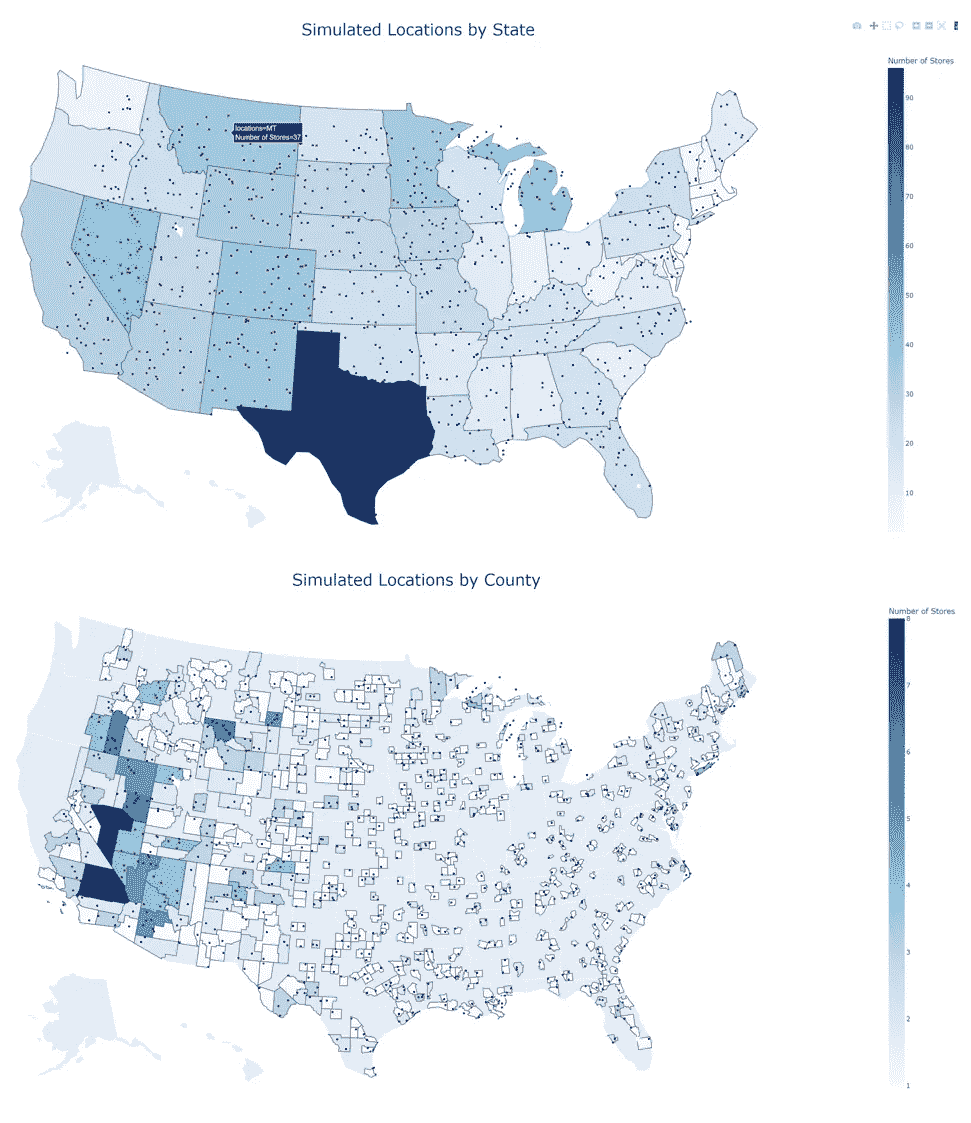 Simulated Locations by State
Number of Stores
90
80
70
60
50
40
30
20
10
locations=MT
Number of Stores=37
Simulated Locations by County
Number of Stores
8
7
6
5
4
3
2
1